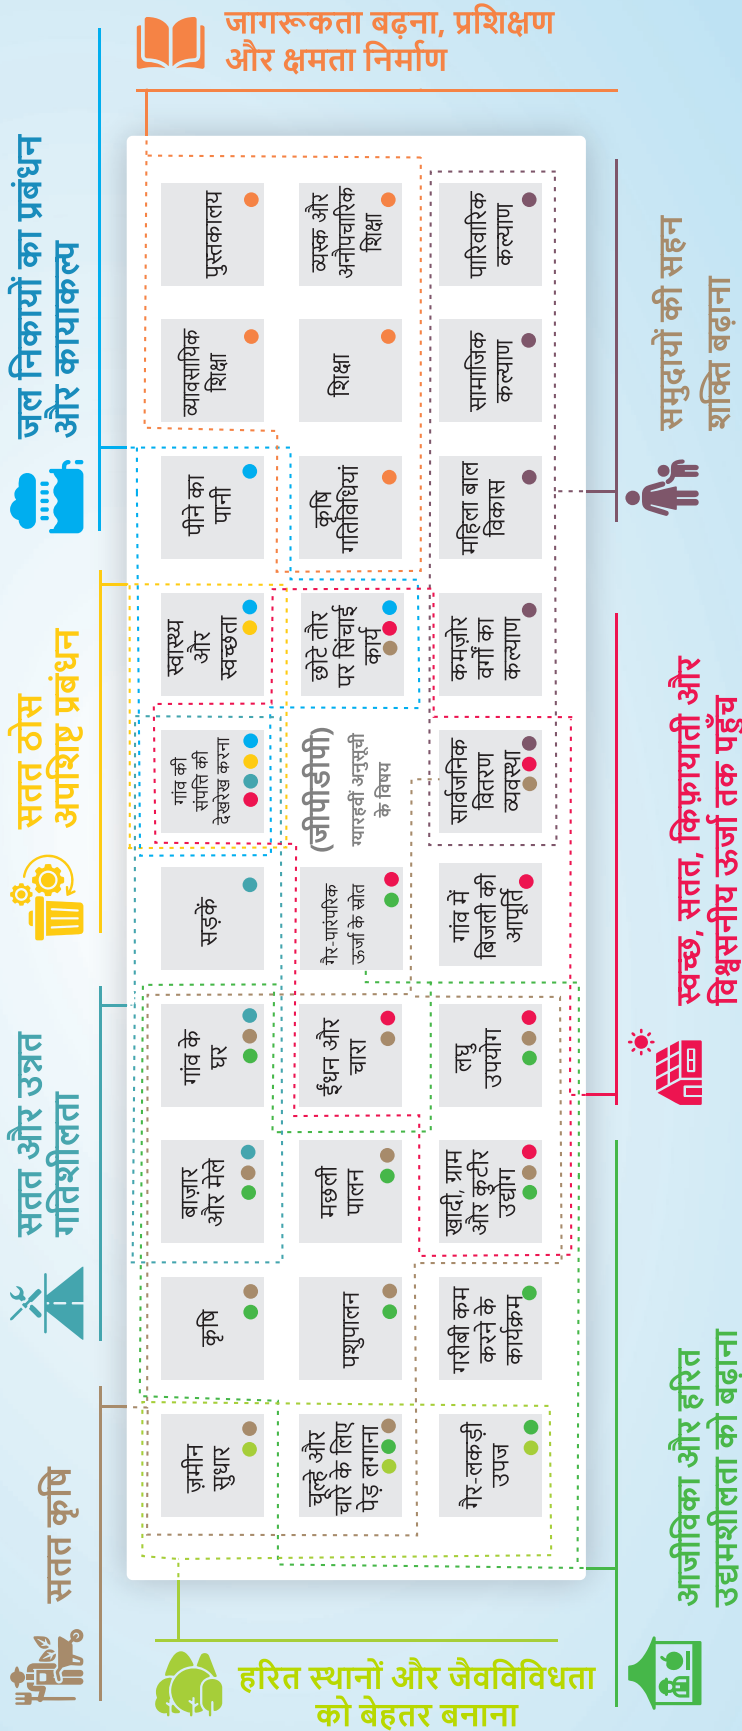 जागरूकता बढ़ना, प्रशिक्षण
और क्षमता निर्माण
जल निकायों का प्रबंधन
और कायाकल्प
सतत ठोस
अपशिष्ट प्रबंधन
सतत और उन्नत
गतिशीलता
सतत कृषि
पुस्तकालय
व्यस्क और
अनौपचारिक
शिक्षा
पारिवारिक
कल्याण
व्यावसायिक
शिक्षा
शिक्षा
सामाजिक
कल्याण
पीने का
पानी
कृषि
गतिविधियां
महिला बाल
विकास
स्वास्थ्य
और
स्वच्छता
छोटे तौर
पर सिंचाई
कार्य
कमज़ोर
वर्गों का
कल्याण
गांव की
संपत्ति की
देखरेख करना
(जीपीडीपी)
ग्यारहवीं अनुसूची
के विषय
सार्वजनिक
वितरण
व्यवस्था
सड़कें
गैर-पारंपरिक
ऊर्जा के स्रोत
गांव में
बिजली की
आपूर्ति
गांव के
घर
ईंधन और
चारा
लघु
उपयोग
बाज़ार
और मेले
मछली
पालन
खादी, ग्राम
और कुटीर
उद्योग
कृषि
पशुपालन
गरीबी कम
करने के
कार्यक्रम
ज़मीन
सुधार
चूल्हे और
चारे के लिए
पेड़ लगाना
गैर-लकड़ी
उपज
समुदायों की सहन
शक्ति बढ़ाना
स्वच्छ, सतत, किफ़ायाती और
विश्वसनीय ऊर्जा तक पहुँच
आजीविका और हरित
उद्यमशीलता को बढ़ाना
हरित स्थानों और जैवविविधता
को बेहतर बनाना